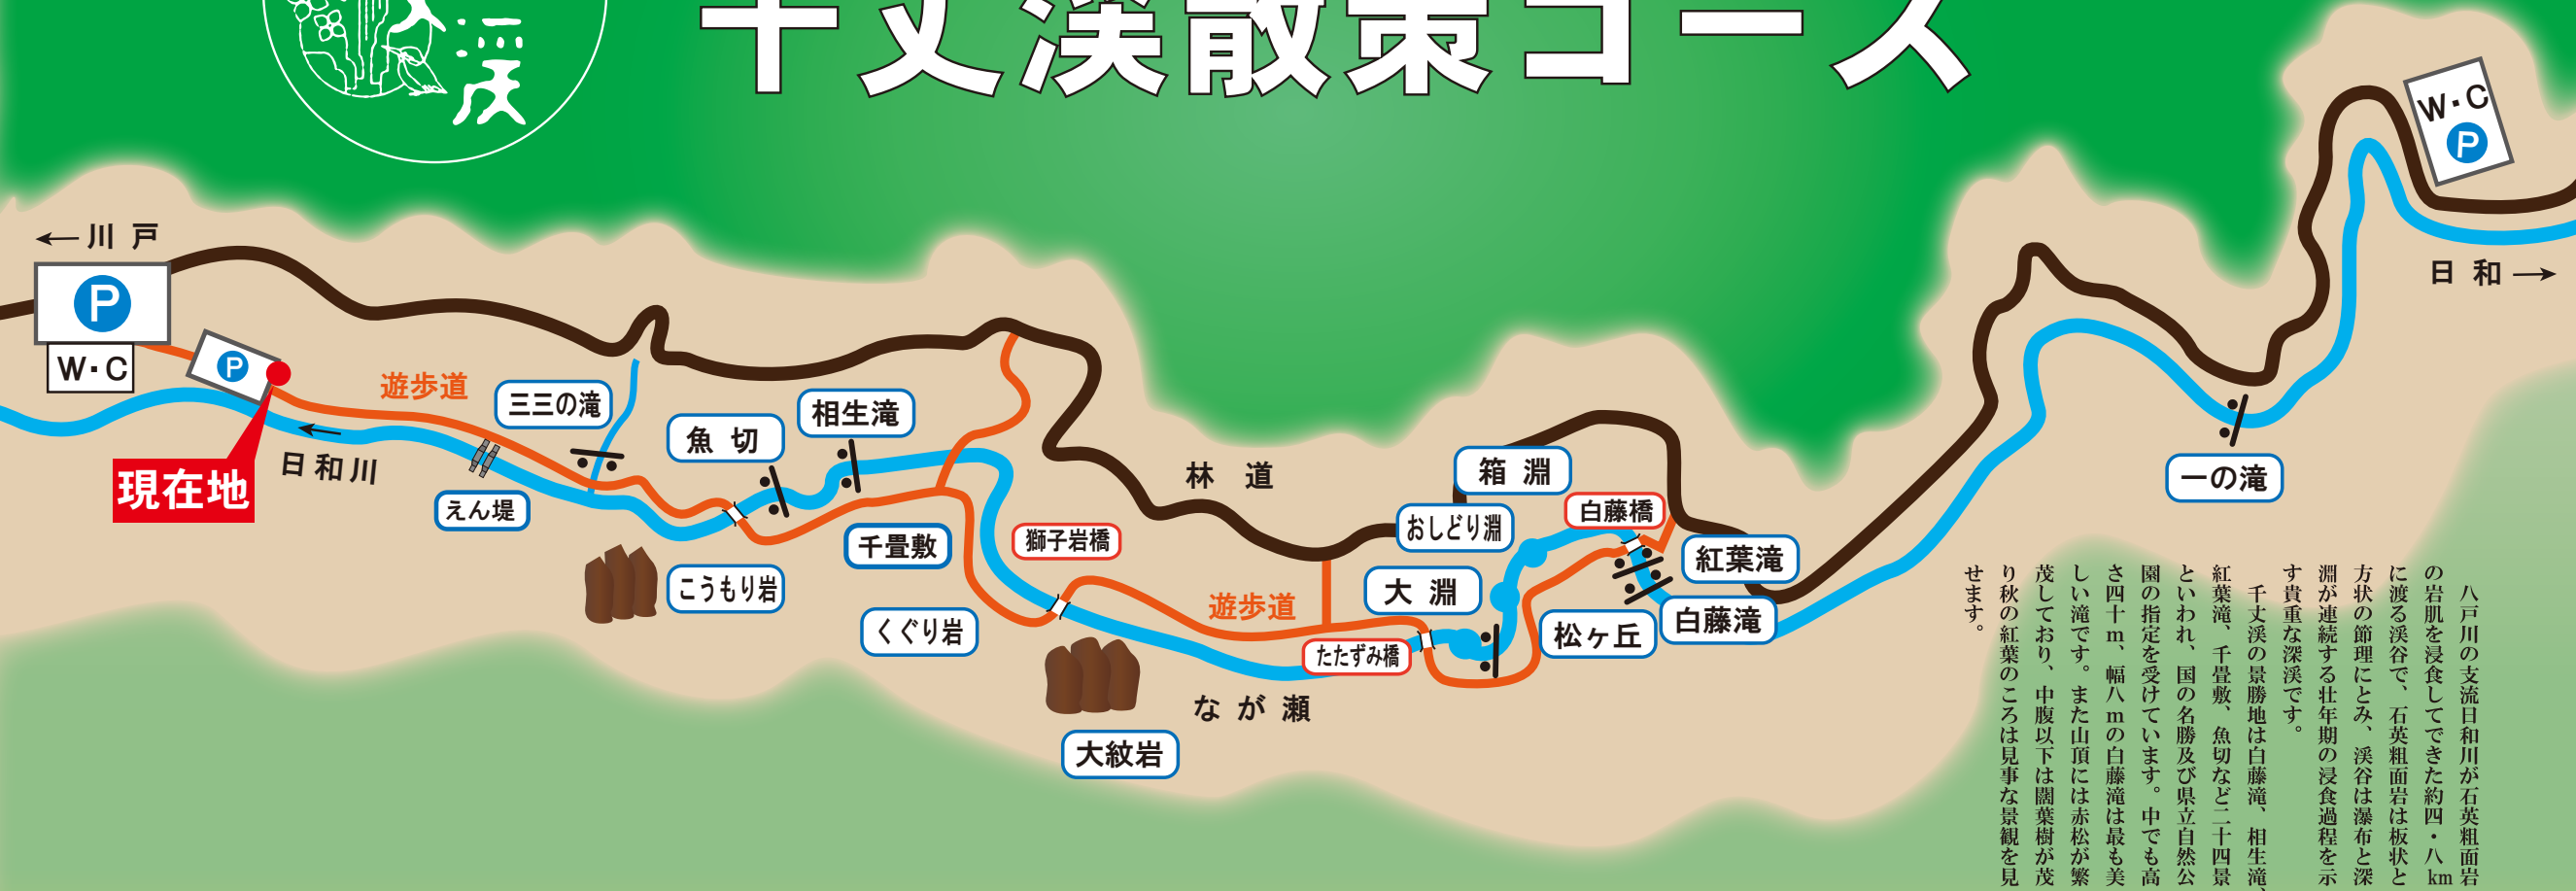 千丈渓散策コース
渓
W・C
P
← 川戸
日和 →
P
W・C
P
遊歩道
三三の滝
魚切
相生滝
現在地
日和川
えん堤
こうもり岩
千畳敷
くぐり岩
獅子岩橋
林道
箱淵
おしどり淵
白藤橋
一の滝
紅葉滝
大淵
遊歩道
白藤滝
松ヶ丘
たたずみ橋
なが瀬
大紋岩
八戸川の支流日和川が石英粗面岩
の岩肌を浸食してできた約四・八km
に渡る渓谷で、石英粗面岩は板状と
方状の節理にとみ、渓谷は瀑布と深
淵が連続する壮年期の浸食過程を示
す貴重な深渓です。
千丈渓の景勝地は白藤滝、相生滝、
紅葉滝、千畳敷、魚切など二十四景
といわれ、国の名勝及び県立自然公
園の指定を受けています。中でも高
さ四十m、幅八mの白藤滝は最も美
しい滝です。また山頂には赤松が繁
茂しており、中腹以下は闊葉樹が茂
り秋の紅葉のころは見事な景観を見
せます。